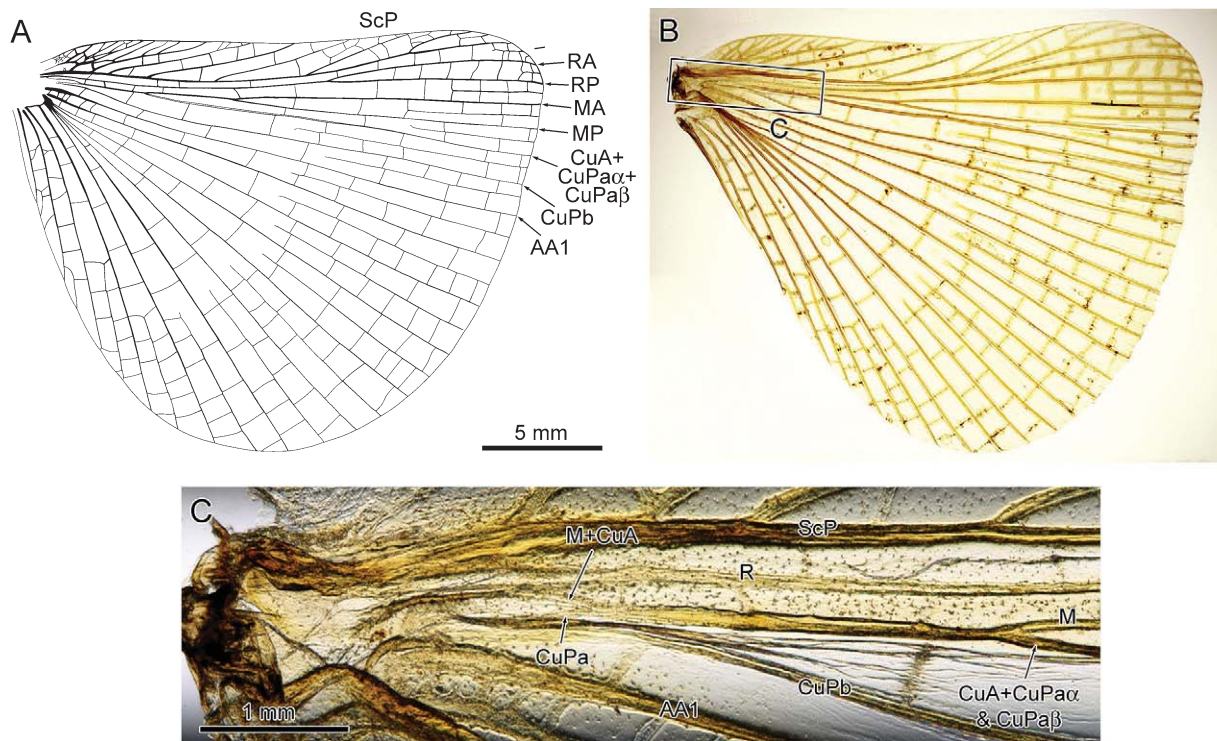 A
ScP
RA
RP
MA
MP
CuA+
CuPaα+
CuPaβ
CuPb
AA1
5 mm
B
C
C
M+CuA
ScP
R
M
CuPa
CuPb
CuA+CuPaα
& CuPaβ
AA1
1 mm